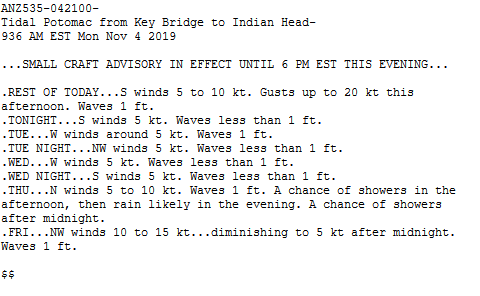 ANZ535-042100-
Tidal Potomac from Key Bridge to Indian Head-
936 AM EST Mon Nov 4 2019
...SMALL CRAFT ADVISORY IN EFFECT UNTIL 6 PM EST THIS EVENING...
.REST OF TODAY...S winds 5 to 10 kt. Gusts up to 20 kt this
afternoon. Waves 1 ft.
.TONIGHT...S winds 5 kt. Waves less than 1 ft.
.TUE...W winds around 5 kt. Waves 1 ft.
.TUE NIGHT...NW winds 5 kt. Waves less than 1 ft.
.WED...W winds 5 kt. Waves less than 1 ft.
.WED NIGHT...S winds 5 kt. Waves less than 1 ft.
.THU...N winds 5 to 10 kt. Waves 1 ft. A chance of showers in the
afternoon, then rain likely in the evening. A chance of showers
after midnight.
.FRI...NW winds 10 to 15 kt...diminishing to 5 kt after midnight.
Waves 1 ft.
$$